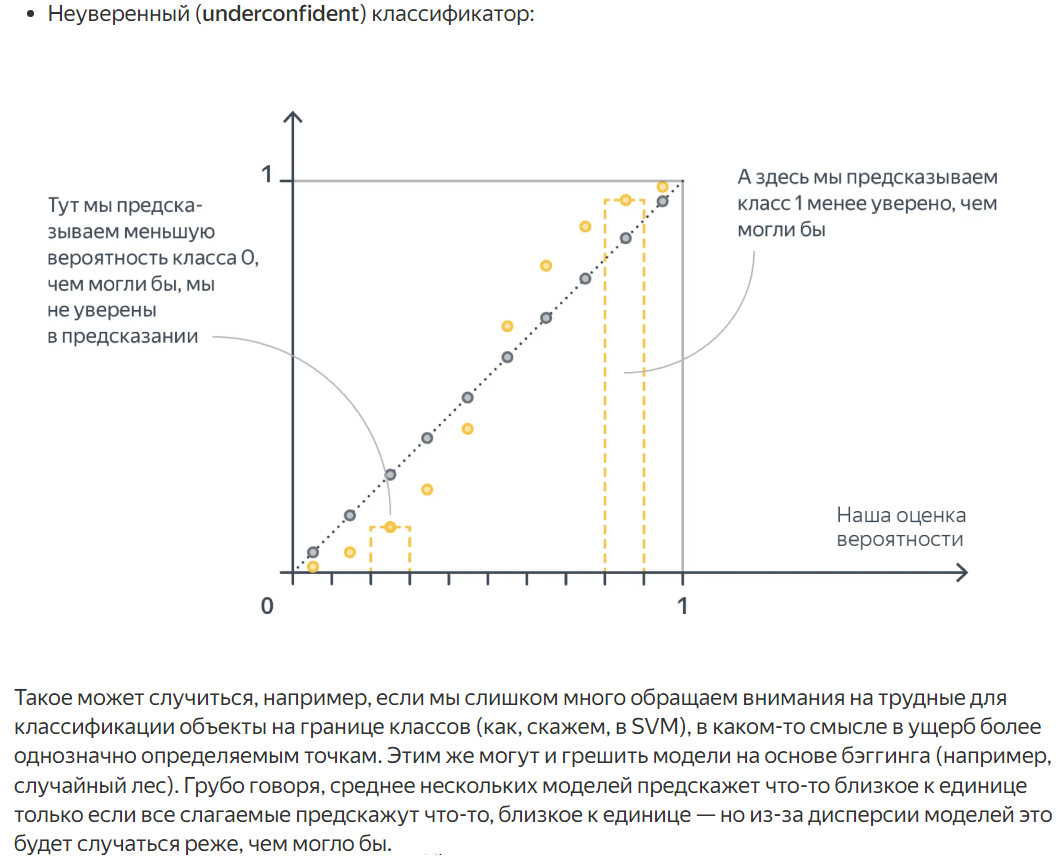 • Неуверенный (underconfident) классификатор:
1
Тут мы предска-
зываем меньшую
вероятность класса 0,
чем могли бы, мы
не уверены
в предсказании
А здесь мы предсказываем
класс 1 менее уверено, чем
могли бы
Наша оценка
вероятности
0
1
Такое может случиться, например, если мы слишком много обращаем внимания на трудные для
классификации объекты на границе классов (как, скажем, в SVM), в каком-то смысле в ущерб более
однозначно определяемым точкам. Этим же могут и грешить модели на основе бэггинга (например,
случайный лес). Грубо говоря, среднее нескольких моделей предскажет что-то близкое к единице
только если все слагаемые предскажут что-то, близкое к единице — но из-за дисперсии моделей это
будет случаться реже, чем могло бы.